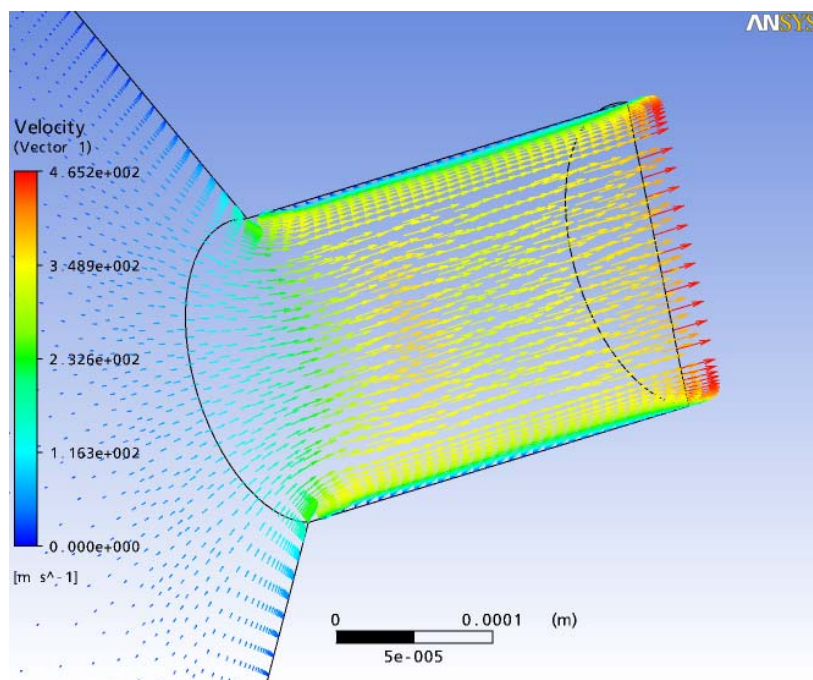 ANSYS
Velocity
(Vector 1)
4.652e+002
3.489e+002
2.326e+002
1.163e+002
0.000e+000
[m s^-1]
0 0.0001 (m)
5e-005